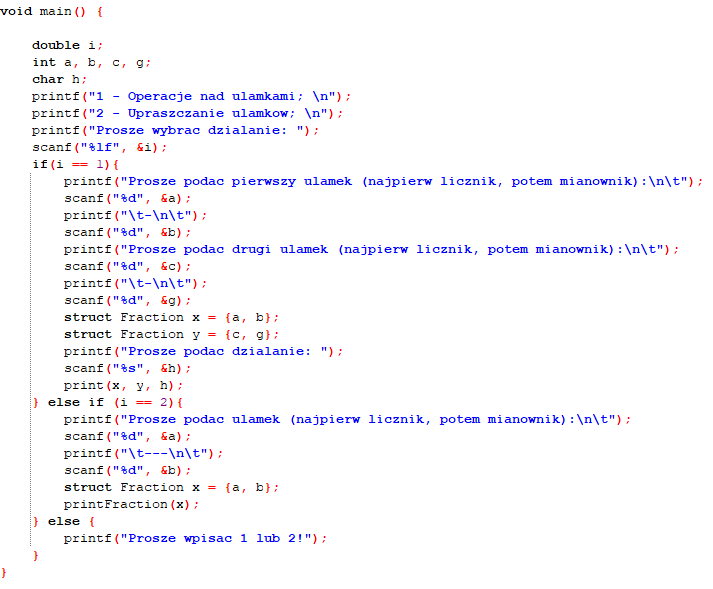 void main() {
double i;
int a, b, c, g;
char h;
printf("1 - Operacje nad ulamkami; \n");
printf("2 - Upraszczanie ulamkow; \n");
printf("Prosze wybrac dzialanie: ");
scanf("%lf", &i);
if(i == 1){
printf("Prosze podac pierwszy ulamek (najpierw licznik, potem mianownik):\n\t");
scanf("%d", &a);
printf("\t-\n\t");
scanf("%d", &b);
printf("Prosze podac drugi ulamek (najpierw licznik, potem mianownik):\n\t");
scanf("%d", &c);
printf("\t-\n\t");
scanf("%d", &g);
struct Fraction x = {a, b};
struct Fraction y = {c, g};
printf("Prosze podac dzialanie: ");
scanf("%s", &h);
print(x, y, h);
} else if (i == 2){
printf("Prosze podac ulamek (najpierw licznik, potem mianownik):\n\t");
scanf("%d", &a);
printf("\t---\n\t");
scanf("%d", &b);
struct Fraction x = {a, b};
printFraction(x);
} else {
printf("Prosze wpisac 1 lub 2!");
}
}